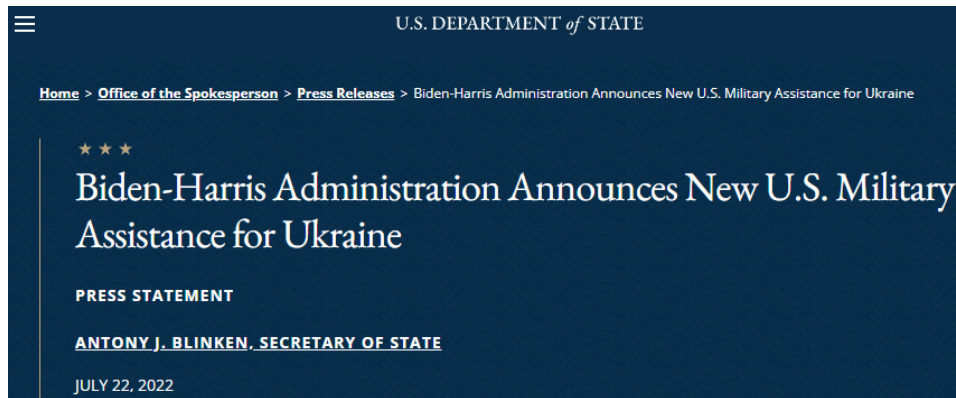 U.S. DEPARTMENT of STATE
Home > Office of the Spokesperson > Press Releases > Biden-Harris Administration Announces New U.S. Military Assistance for Ukraine
Biden-Harris Administration Announces New U.S. Military
Assistance for Ukraine
PRESS STATEMENT
ANTONY J. BLINKEN, SECRETARY OF STATE
JULY 22, 2022